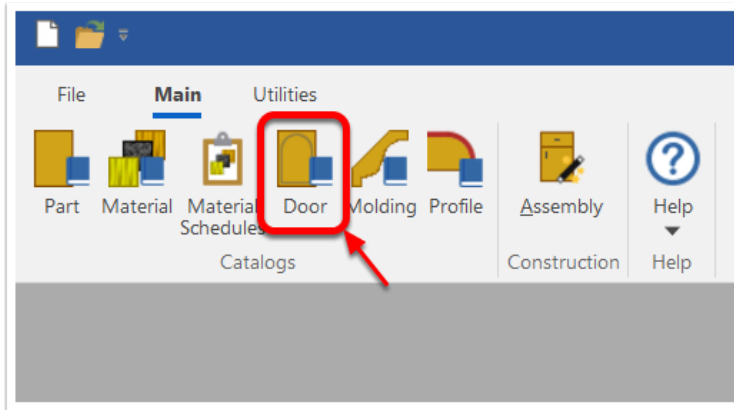 File Main Utilities
Part Material Material Schedules Door Molding Profile Assembly Help
Catalogs Construction Help